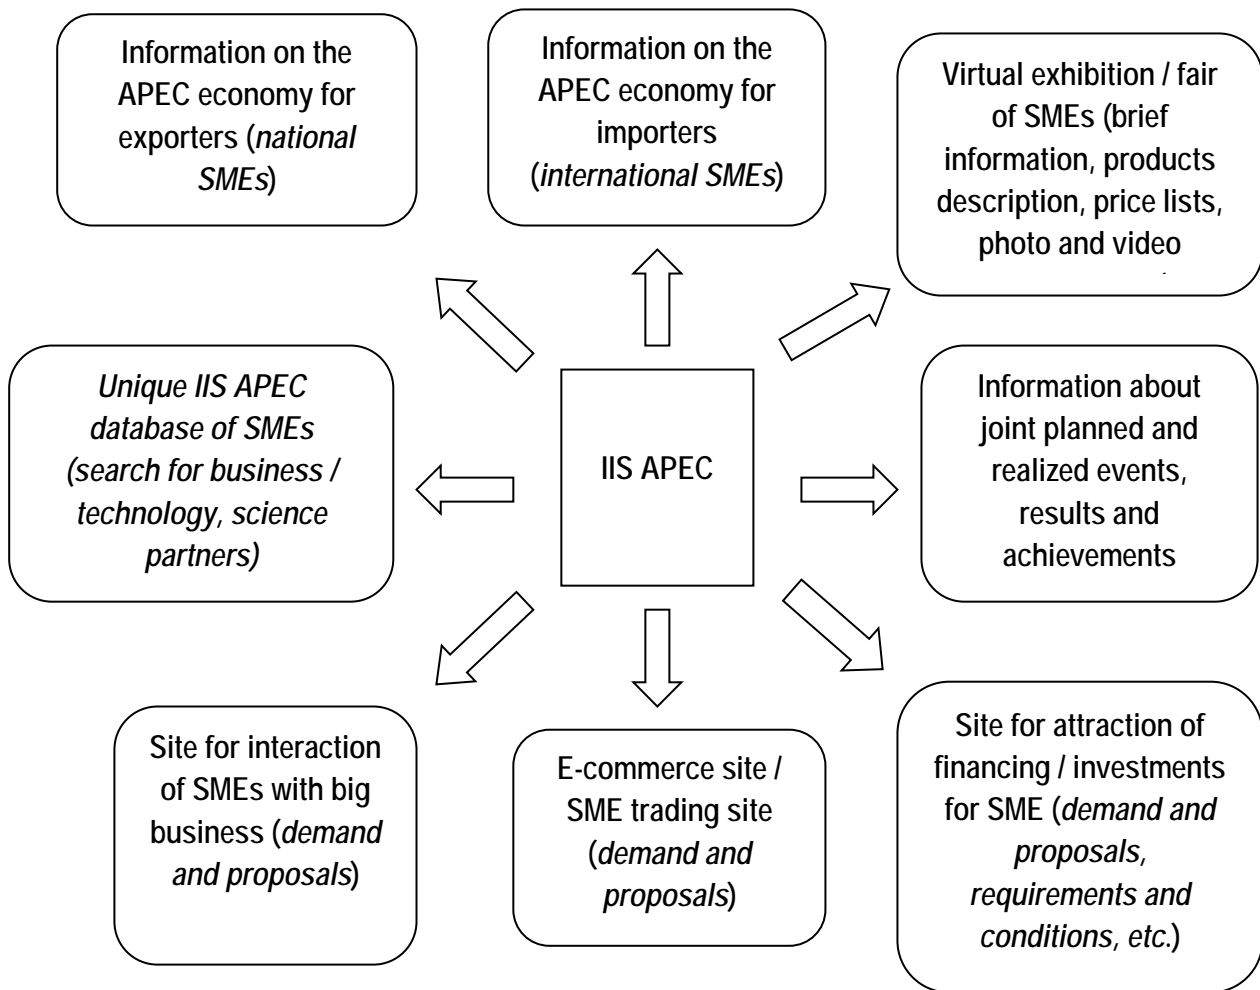 Information on the
APEC economy for
exporters (national
SMEs)
Information on the
APEC economy for
importers
(international SMEs)
Virtual exhibition / fair
of SMEs (brief
information, products
description, price lists,
photo and video
Unique IIS APEC
database of SMEs
(search for business /
technology, science
partners)
IIS APEC
Information about
joint planned and
realized events,
results and
achievements
Site for interaction
of SMEs with big
business (demand
and proposals)
E-commerce site /
SME trading site
(demand and
proposals)
Site for attraction of
financing / investments
for SME (demand and
proposals,
requirements and
conditions, etc.)